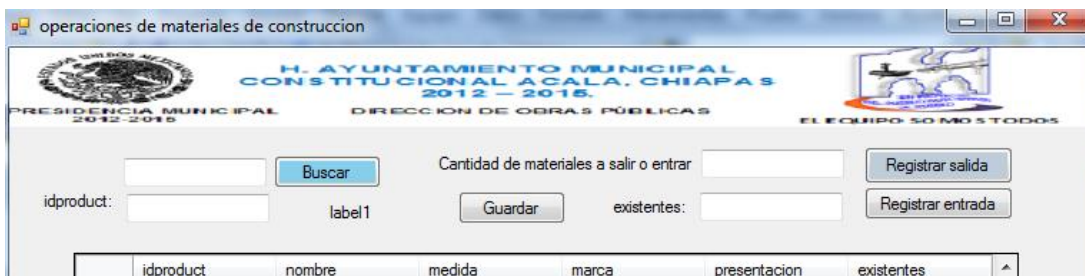 operaciones de materiales de construccion
H. AYUNTAMIENTO MUNICIPAL
CONSTITUCIONAL ACALA, CHIAPAS
2012 – 2015.
PRESIDENCIA MUNICIPAL
2012-2015
DIRECCION DE OBRAS PÚBLICAS
EL EQUIPO SOMOS TODOS
Buscar
Cantidad de materiales a salir o entrar
Registrar salida
idproduct:
label1
Guardar
existentes:
Registrar entrada
idproduct nombre medida marca presentacion existentes